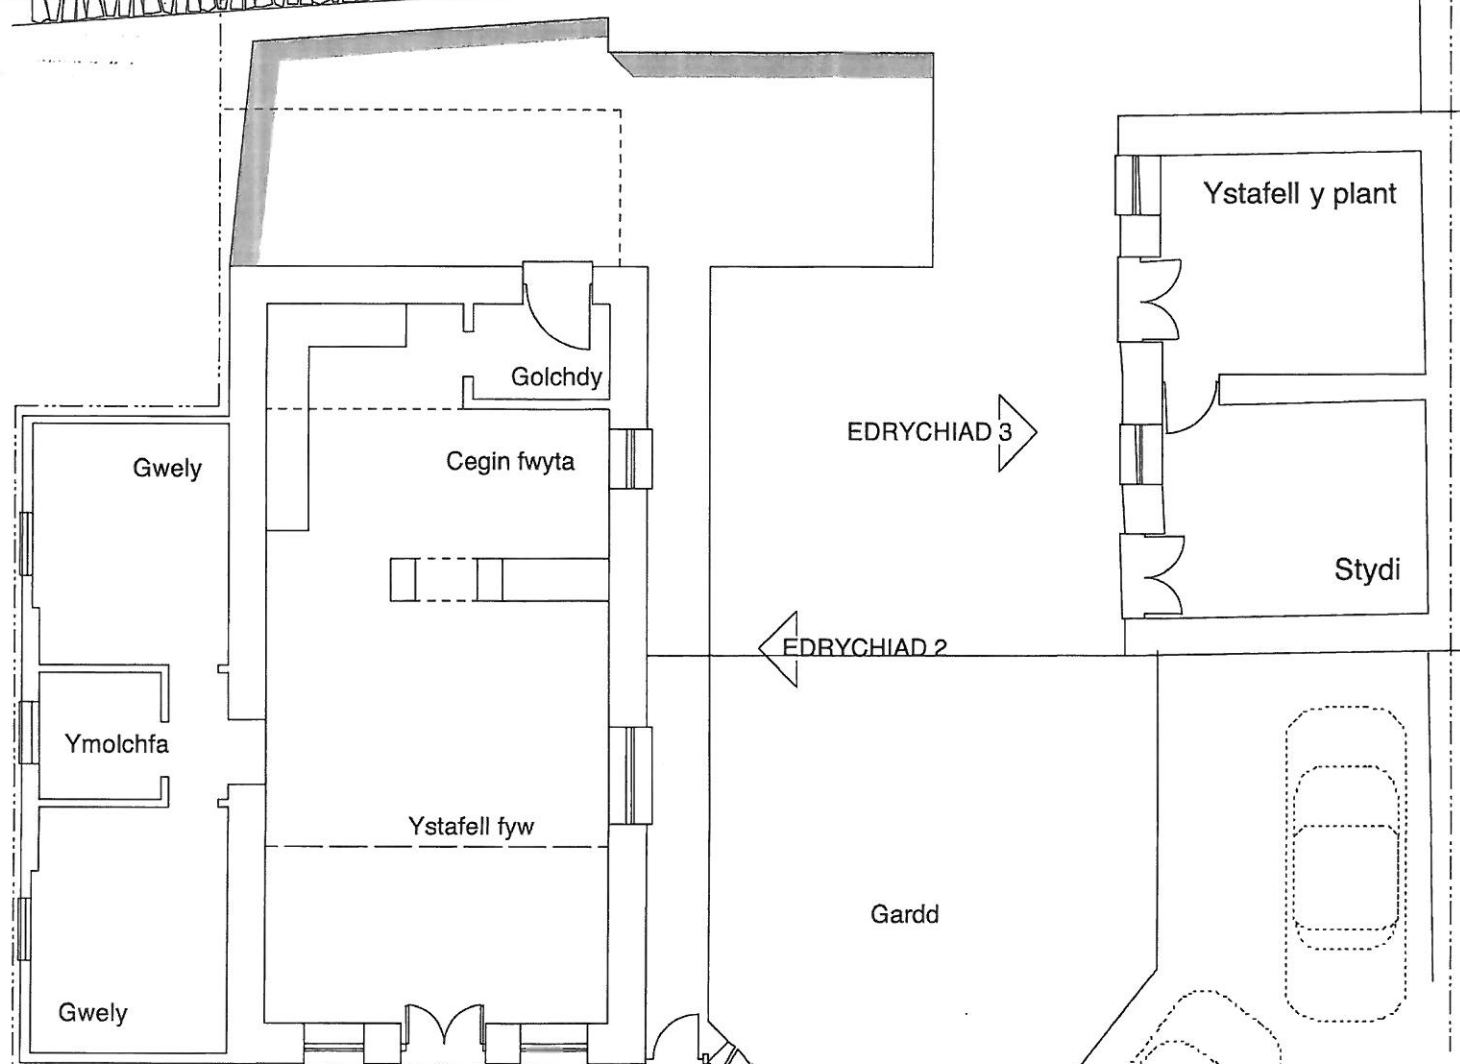 Ystafell y plant
Golchdy
EDRYCHIAD 3
Gwely
Cegin fwyta
Stydi
EDRYCHIAD 2
Ymolchfa
Ystafell fyw
Gardd
Gwely